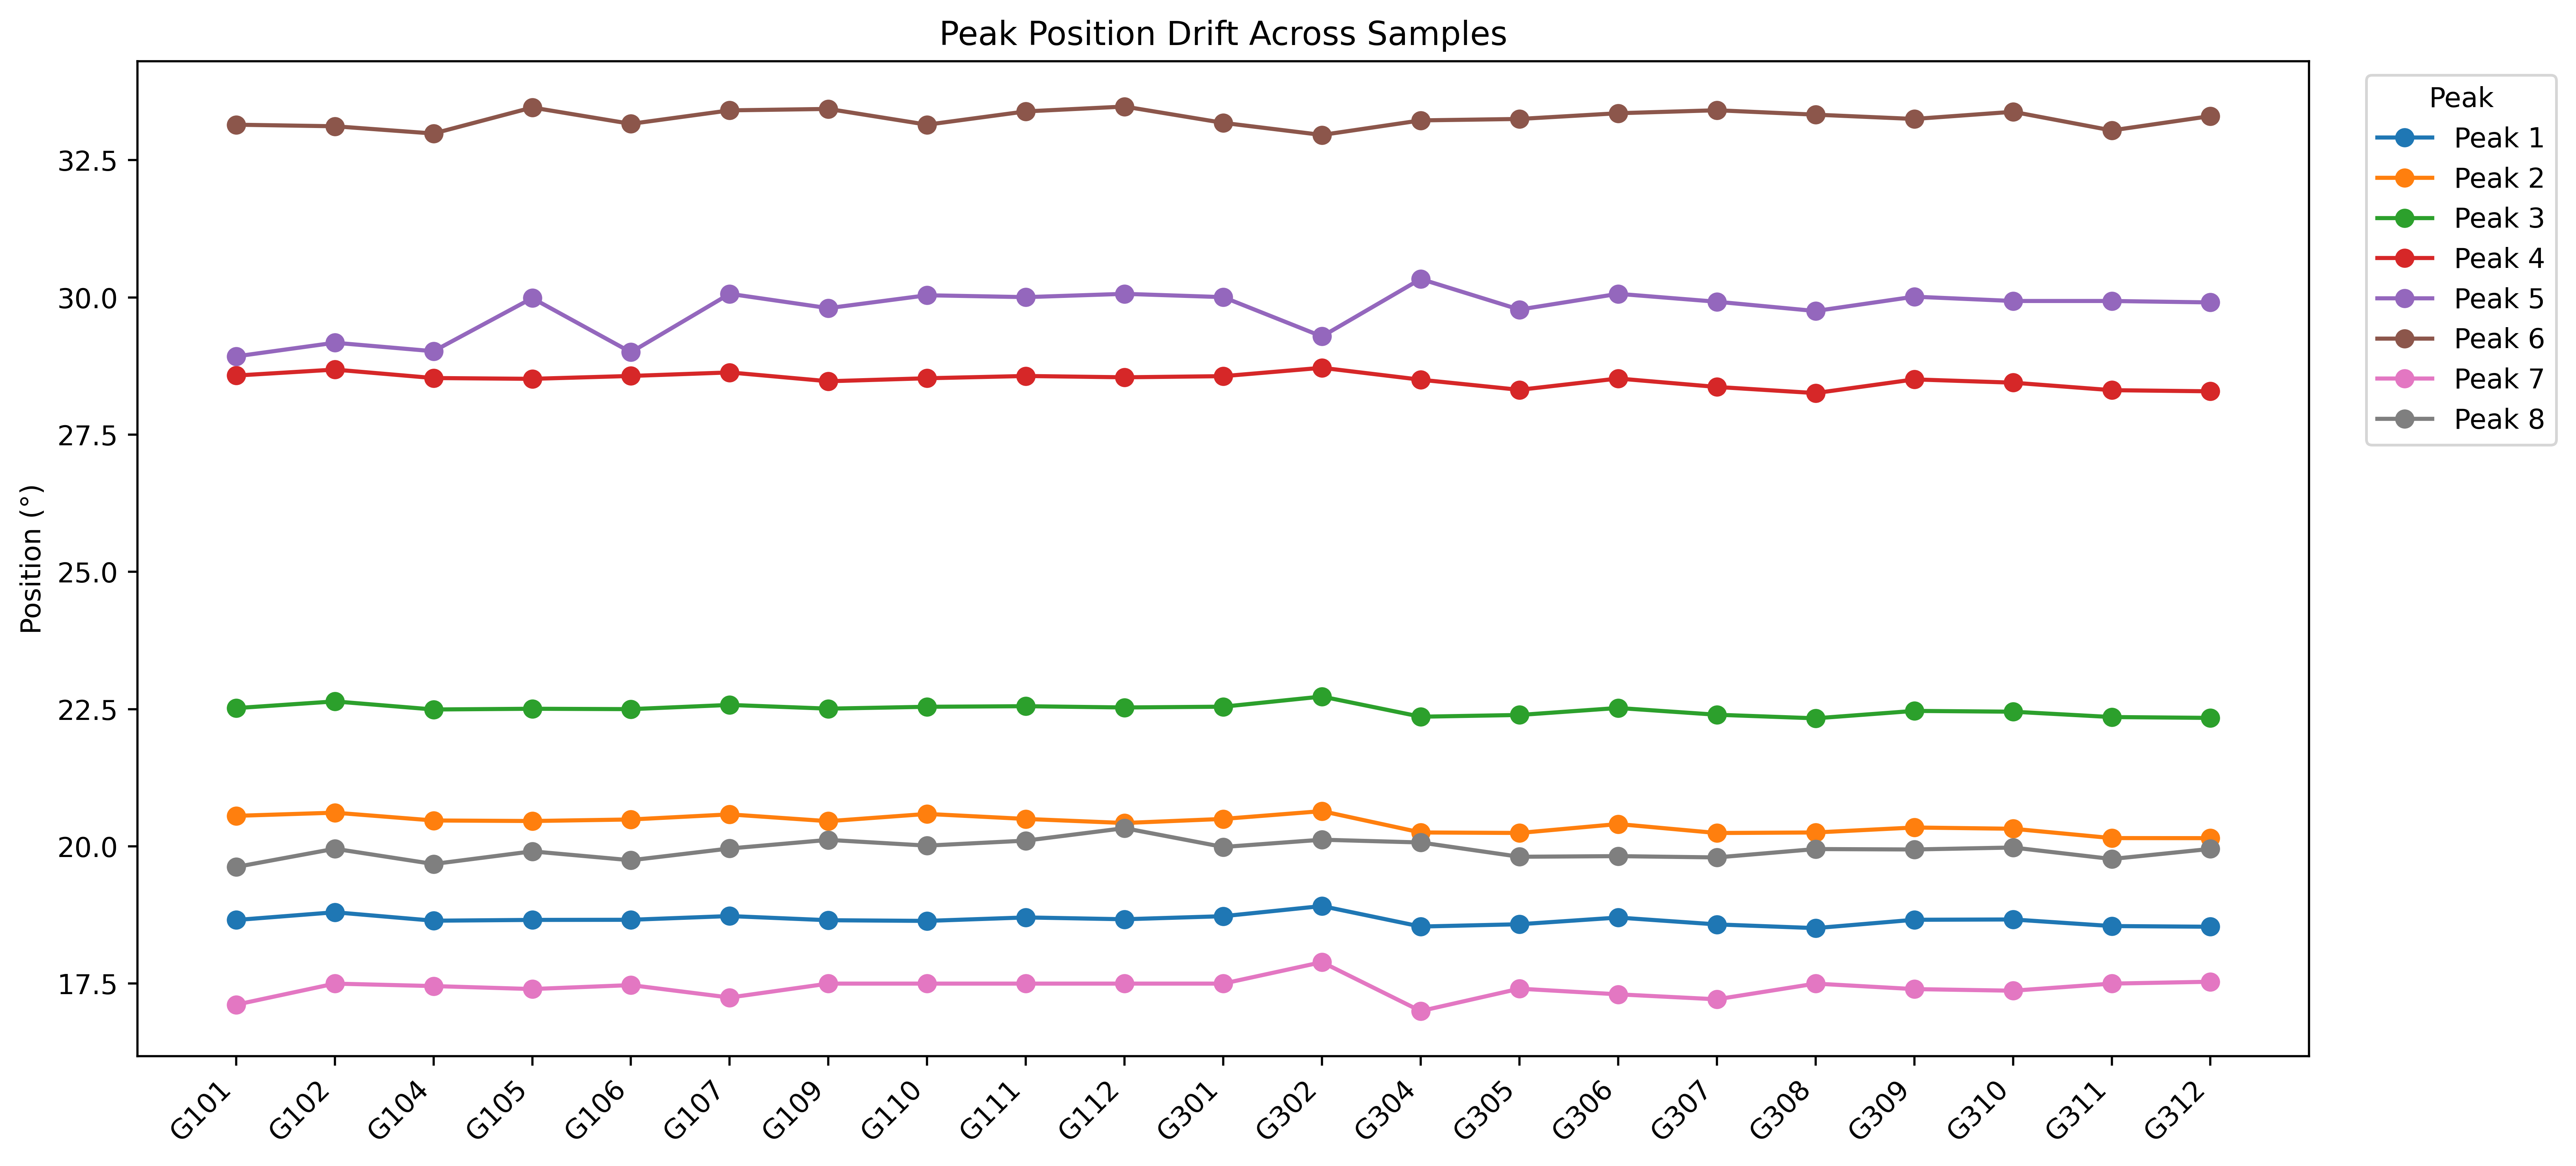 Peak Position Drift Across Samples
Position (°)
32.5
30.0
27.5
25.0
22.5
20.0
17.5
G101
G102
G104
G105
G106
G107
G109
G110
G111
G112
G301
G302
G304
G305
G306
G307
G308
G309
G310
G311
G312
Peak
Peak 1
Peak 2
Peak 3
Peak 4
Peak 5
Peak 6
Peak 7
Peak 8